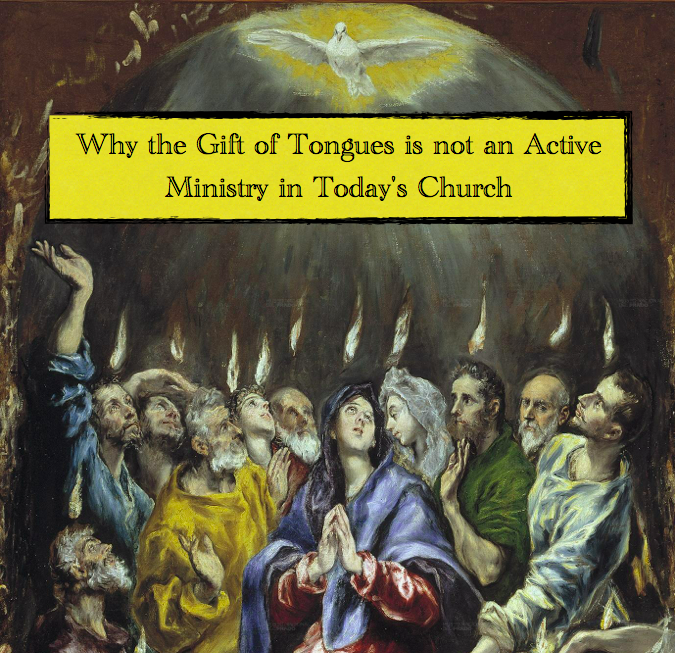 Why the Gift of Tongues is not an Active
Ministry in Today's Church